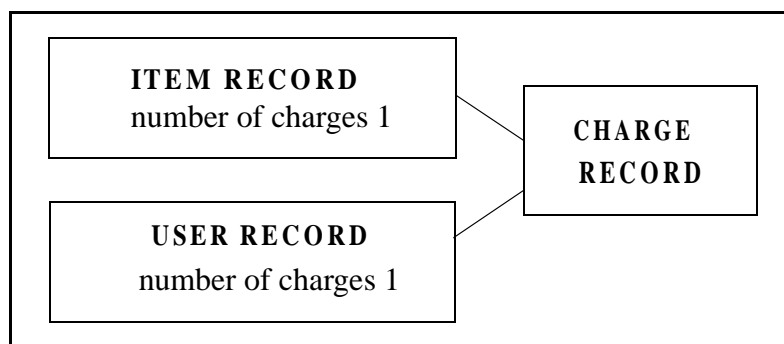 ITEM RECORD
number of charges 1
CHARGE
RECORD
USER RECORD
number of charges 1